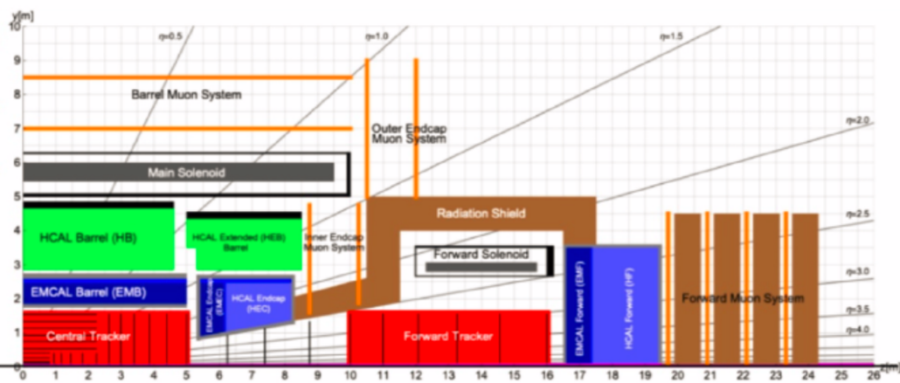 y[m]
10
9
8
7
6
5
4
3
2
1
0
η=0.5
η=1.0
η=1.5
η=2.0
η=2.5
η=3.0
η=3.5
η=4.0
Barrel Muon System
Outer Endcap
Muon System
Main Solenoid
Radiation Shield
HCAL Barrel (HB)
HCAL Extended (HEB)
Barrel
Inner Endcap
Muon System
Forward Solenoid
EMCAL Barrel (EMB)
EMCAL Endcap
(EMEC)
HCAL Endcap
(HEC)
EMCAL Forward (EMF)
HCAL Forward (HF)
Forward Muon System
Central Tracker
Forward Tracker
0 1 2 3 4 5 6 7 8 9 10 11 12 13 14 15 16 17 18 19 20 21 22 23 24 25 26 z[m]